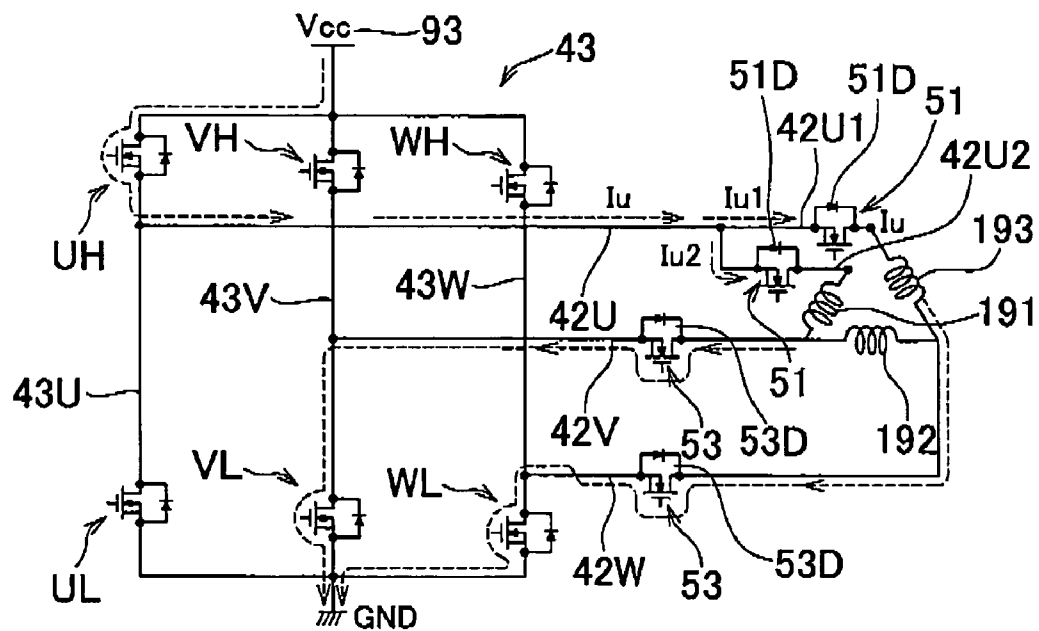 Vcc 93
43
51D 51D 51
42U1
42U2
VH WH
Iu Iu1 Iu
UH Iu2 193
43V 43W 42U 191
51
43U 42V 53 53D 192
VL WL
UL 42W 53 53D
GND